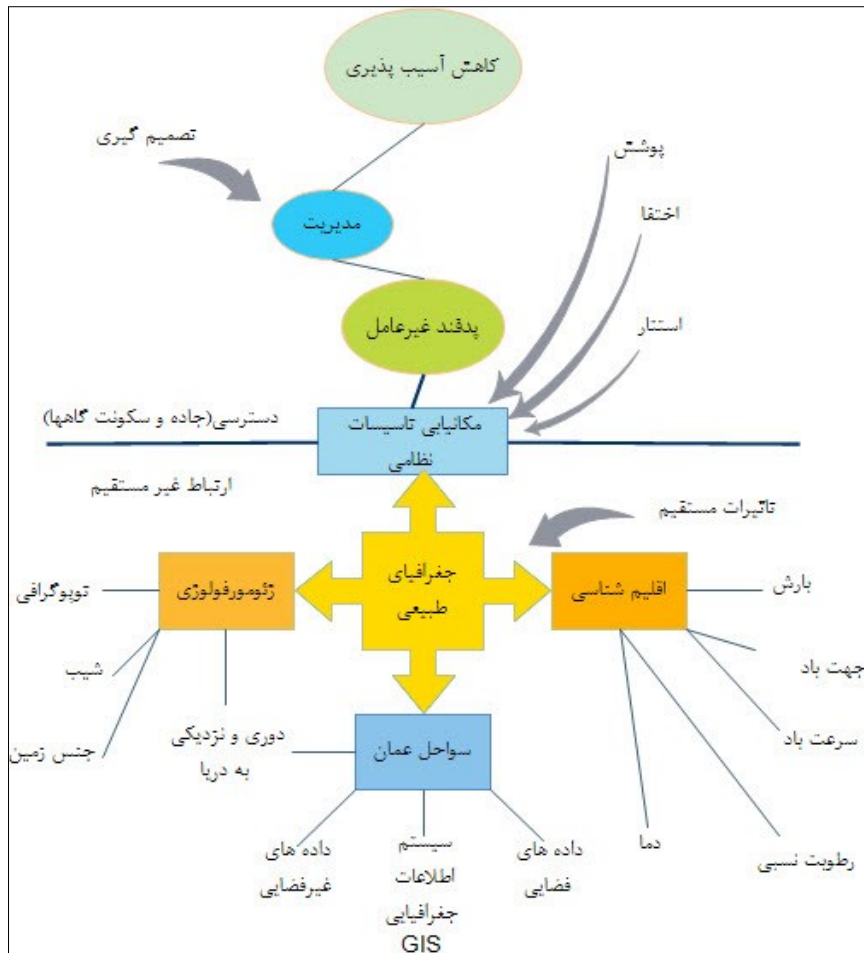 کاهش آسیب پذیری
تصمیم گیری
پوشش
اختفا
مدیریت
استتار
پدقند غیرعامل
دسترسی(جاده و سکونت گاهها)
مکانیابی تاسیسات
نظامی
ارتباط غیر مستقیم
تاثیرات مستقیم
جغرافیای
طبیعی
ژئومورفولوژی
اقلیم شناسی
توپوگرافی
شیب
جنس زمین
دوری و نزدیکی
به دریا
بارش
جهت باد
سرعت باد
رطوبت نسبی
دما
سواحل عمان
داده های
فضایی
سیستم
اطلاعات
جغرافیایی
GIS
داده های
غیرفضایی